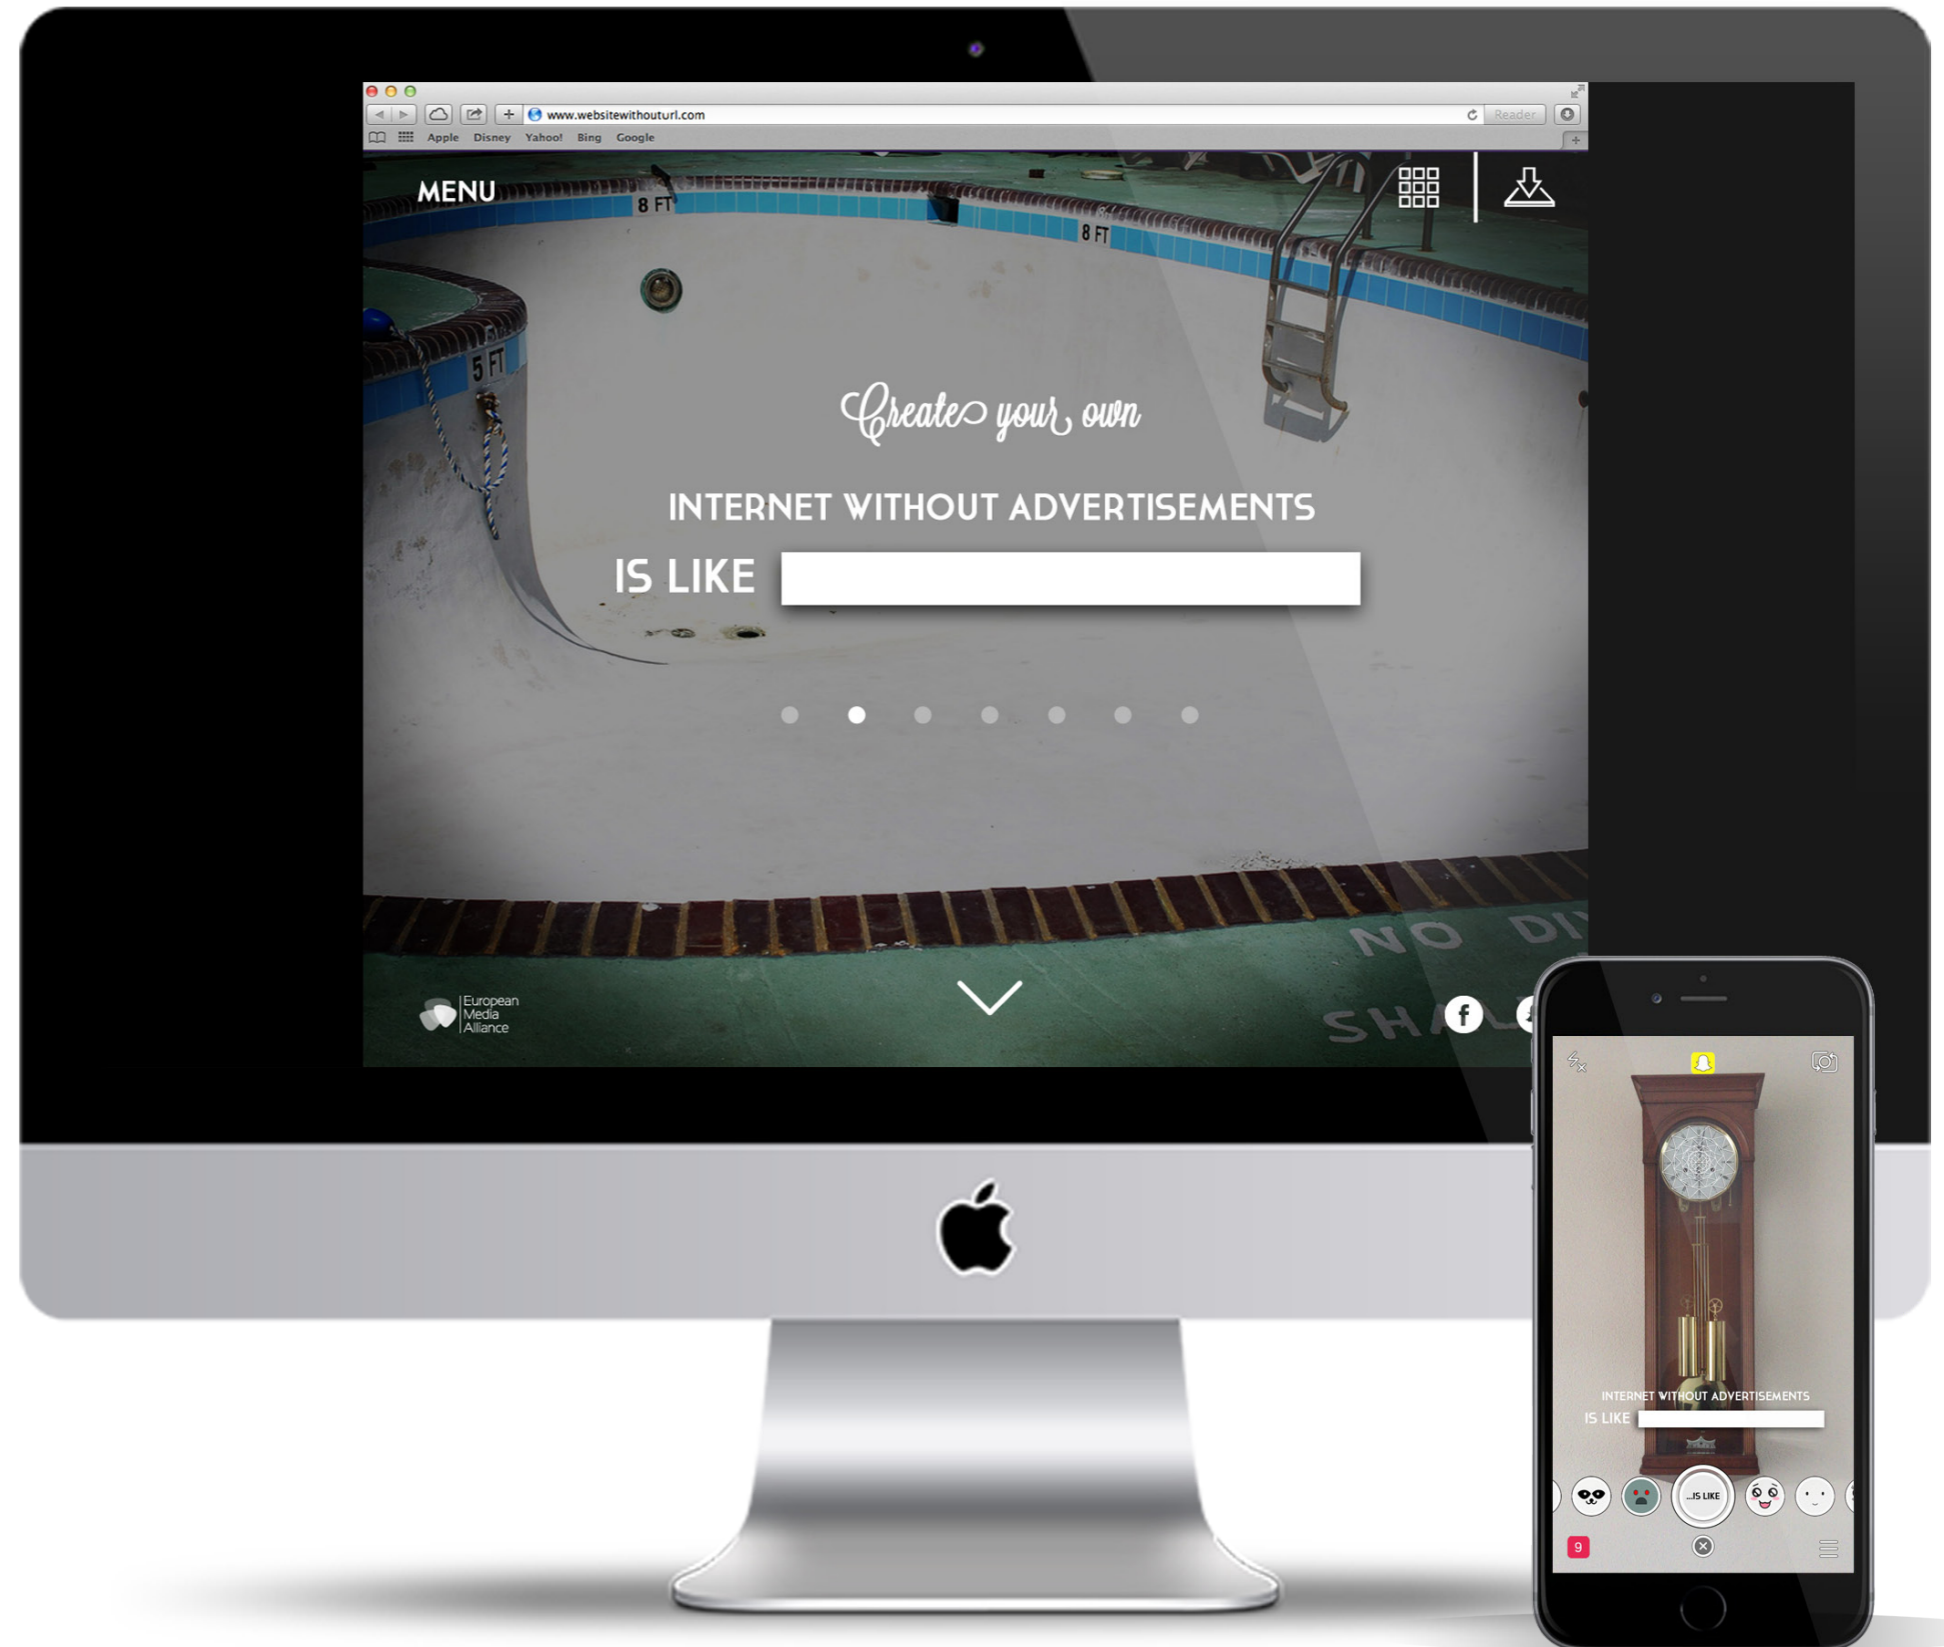 www.websitewithouturl.com
Reader
Apple Disney Yahoo! Bing Google
MENU
8 FT
8 FT
5 FT
Create your own
INTERNET WITHOUT ADVERTISEMENTS
IS LIKE
NO DI
SHAL
European
Media
Alliance
f
INTERNET WITHOUT ADVERTISEMENTS
IS LIKE
...IS LIKE
9